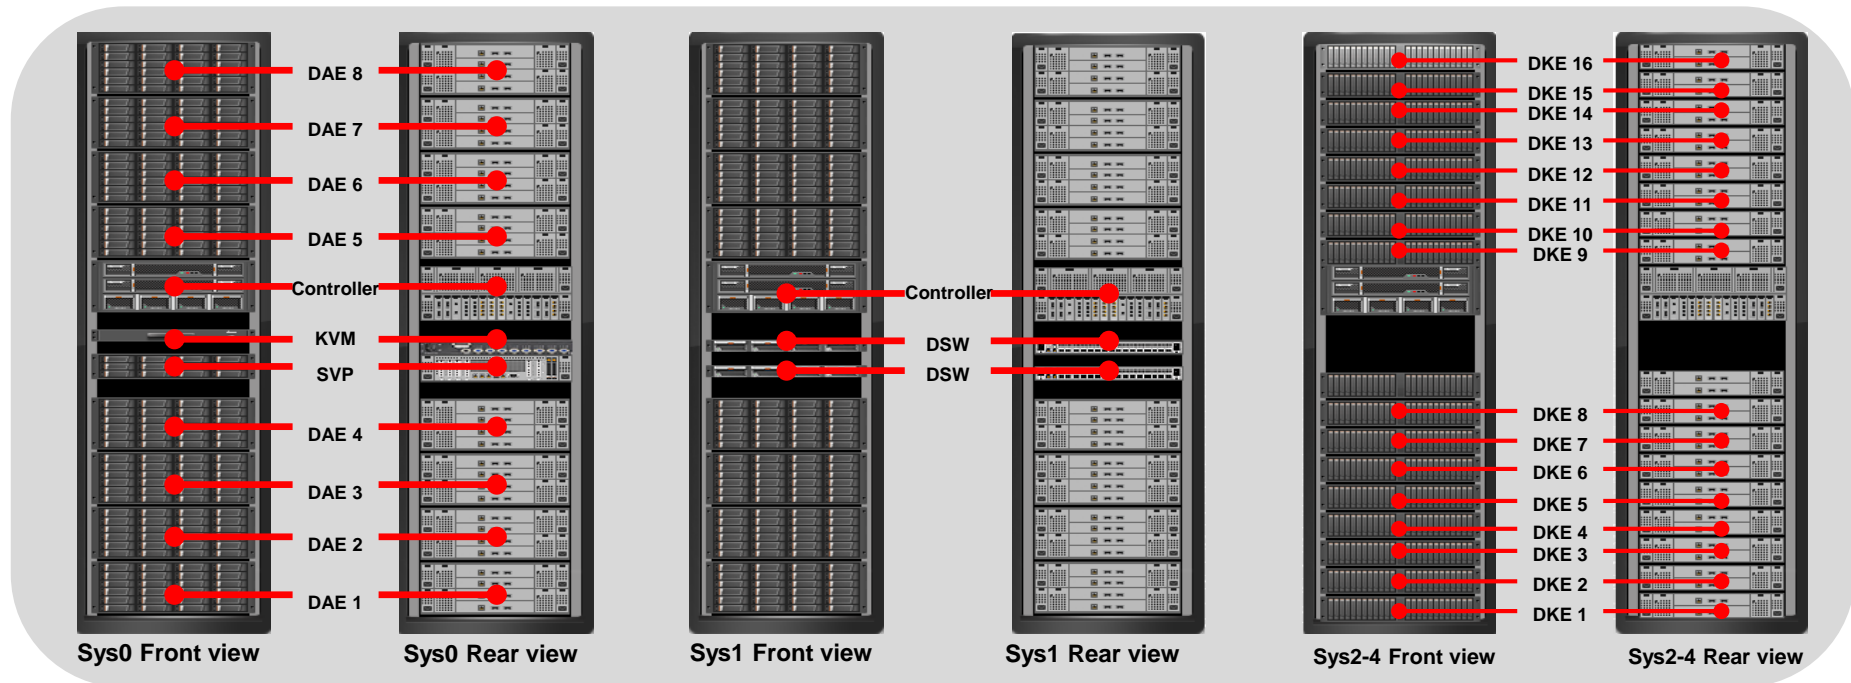 DAE 8
DAE 7
DAE 6
DAE 5
Controller
KVM
SVP
DAE 4
DAE 3
DAE 2
DAE 1
Sys0 Front view
Sys0 Rear view
Controller
DSW
DSW
Sys1 Front view
Sys1 Rear view
DKE 16
DKE 15
DKE 14
DKE 13
DKE 12
DKE 11
DKE 10
DKE 9
DKE 8
DKE 7
DKE 6
DKE 5
DKE 4
DKE 3
DKE 2
DKE 1
Sys2-4 Front view
Sys2-4 Rear view